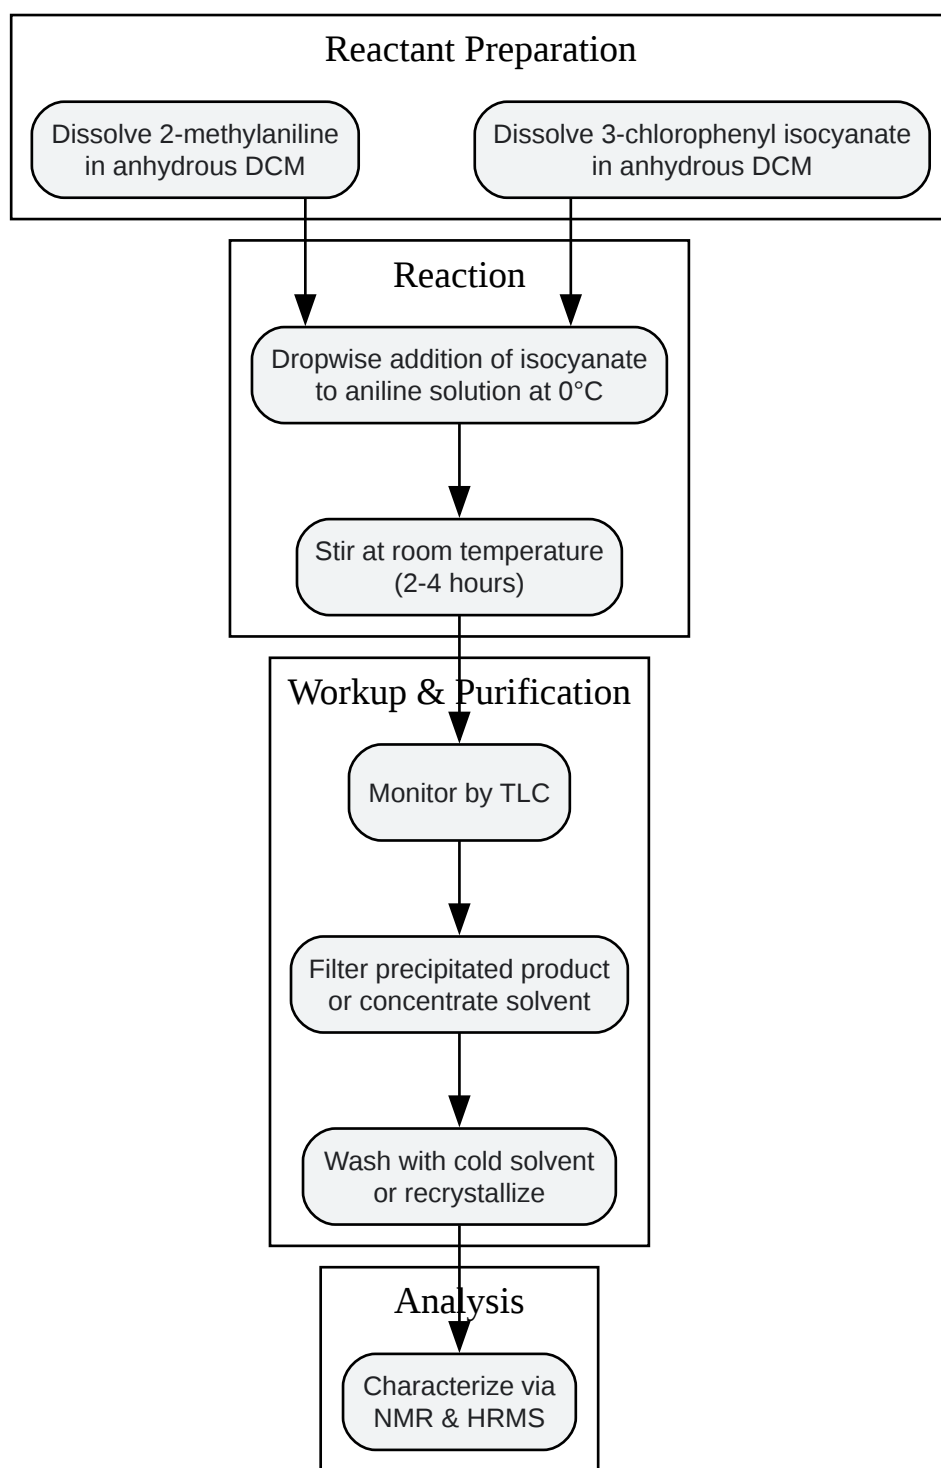 Reactant Preparation
Dissolve 2-methylaniline
in anhydrous DCM
Dissolve 3-chlorophenyl isocyanate
in anhydrous DCM
Reaction
Dropwise addition of isocyanate
to aniline solution at 0°C
Stir at room temperature
(2-4 hours)
Workup & Purification
Monitor by TLC
Filter precipitated product
or concentrate solvent
Wash with cold solvent
or recrystallize
Analysis
Characterize via
NMR & HRMS